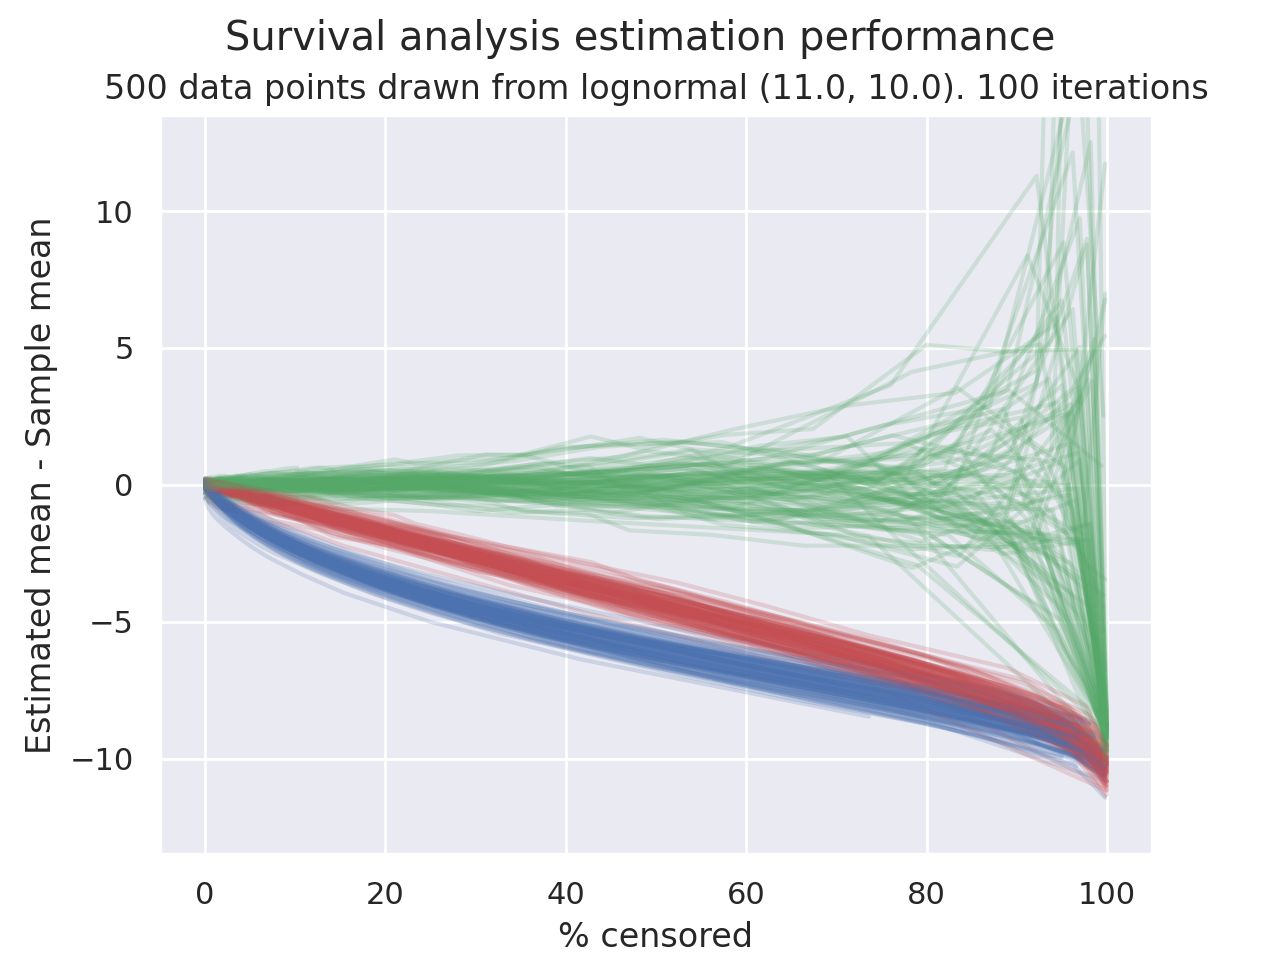 Survival analysis estimation performance
500 data points drawn from lognormal (11.0, 10.0). 100 iterations
Estimated mean - Sample mean
10
5
0
−5
−10
0 20 40 60 80 100
% censored